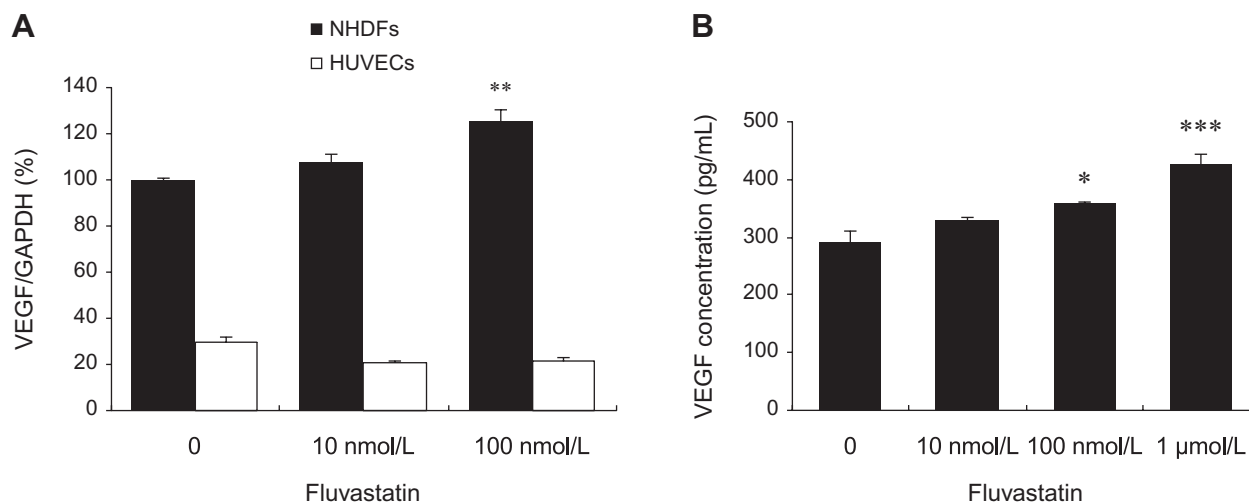 A
NHDFs
HUVECs
VEGF/GAPDH (%)
140
120
100
80
60
40
20
0
**
0 10 nmol/L 100 nmol/L
Fluvastatin
B
VEGF concentration (pg/mL)
500
400
300
200
100
0
*
***
0 10 nmol/L 100 nmol/L 1 µmol/L
Fluvastatin